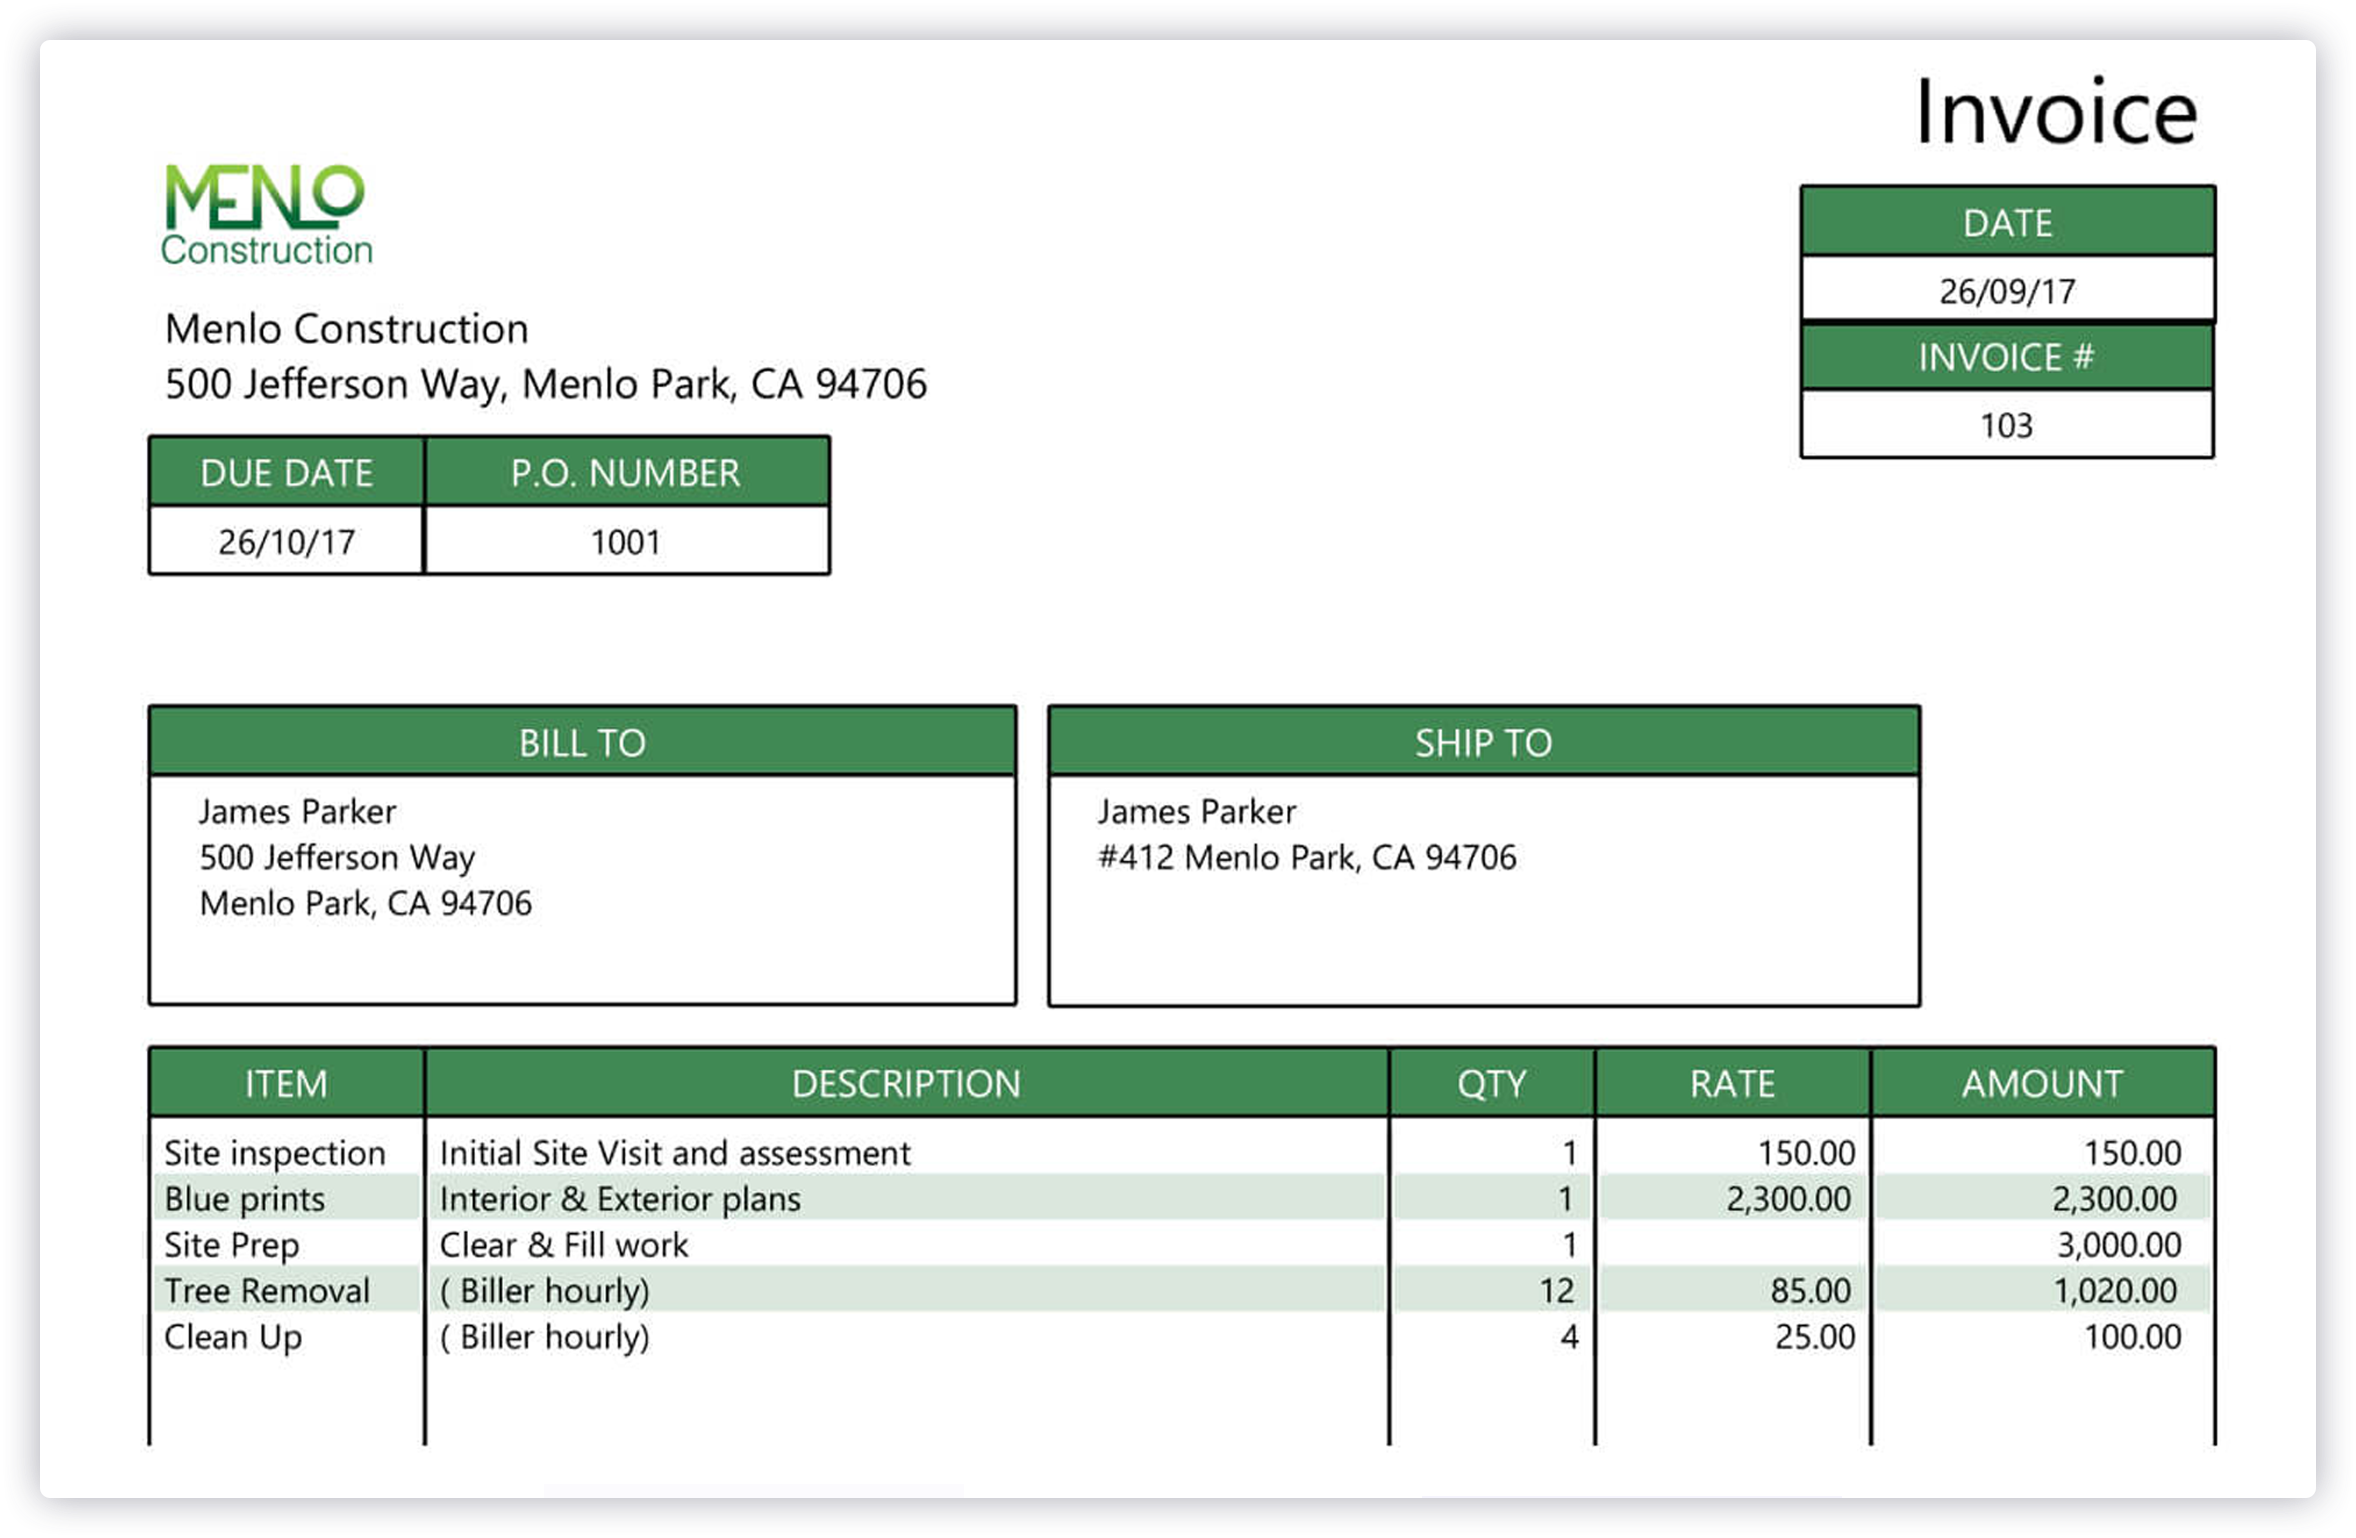 Invoice
MENLO
Construction
DATE
26/09/17
INVOICE #
103
Menlo Construction
500 Jefferson Way, Menlo Park, CA 94706
DUE DATE P.O. NUMBER
26/10/17 1001
BILL TO
James Parker
500 Jefferson Way
Menlo Park, CA 94706
SHIP TO
James Parker
#412 Menlo Park, CA 94706
ITEM DESCRIPTION QTY RATE AMOUNT
Site inspection Initial Site Visit and assessment 1 150.00 150.00
Blue prints Interior & Exterior plans 1 2,300.00 2,300.00
Site Prep Clear & Fill work 1 3,000.00
Tree Removal ( Biller hourly) 12 85.00 1,020.00
Clean Up ( Biller hourly) 4 25.00 100.00